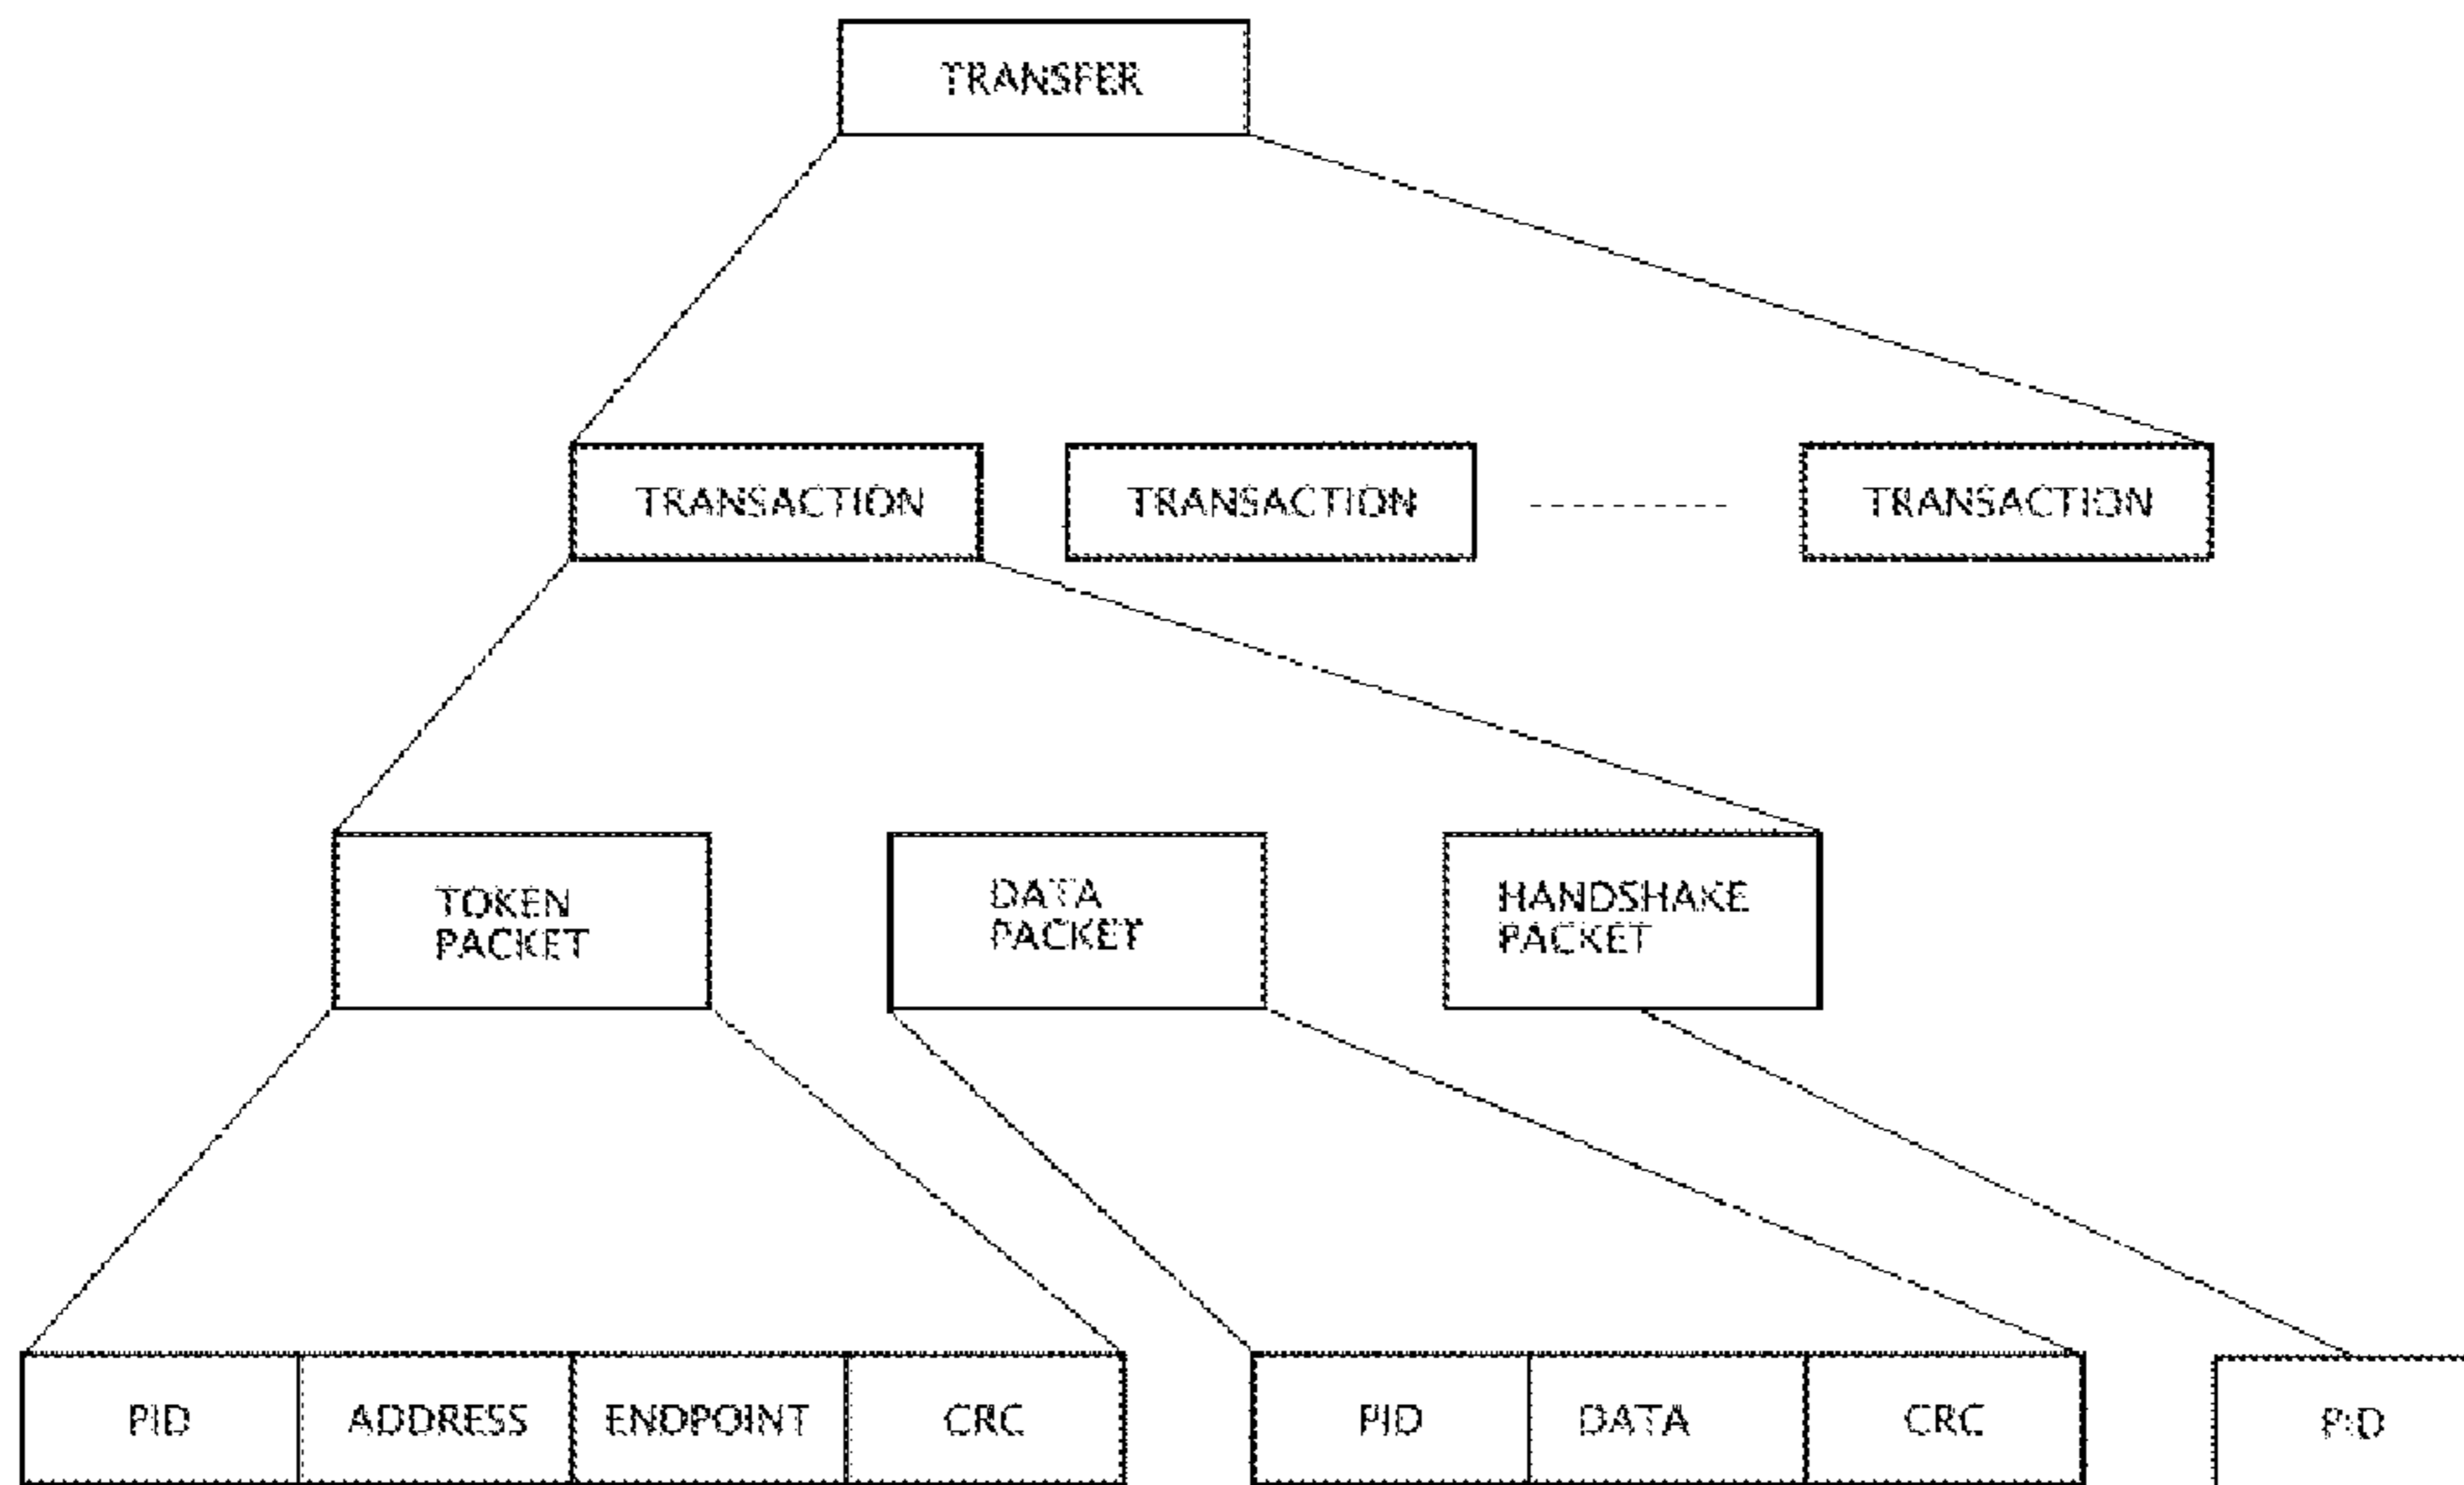 TRANSFER
TRANSACTION
TRANSACTION
TRANSACTION
TOKEN
PACKET
DATA
PACKET
HANDSHAKE
PACKET
PID
ADDRESS
ENDPOINT
CRC
PID
DATA
CRC
PID